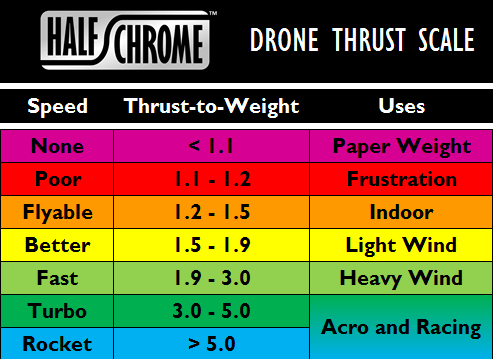 HALF CHROME™ DRONE THRUST SCALE
Speed Thrust-to-Weight Uses
None < 1.1 Paper Weight
Poor 1.1 - 1.2 Frustration
Flyable 1.2 - 1.5 Indoor
Better 1.5 - 1.9 Light Wind
Fast 1.9 - 3.0 Heavy Wind
Turbo 3.0 - 5.0
Acro and Racing
Rocket > 5.0